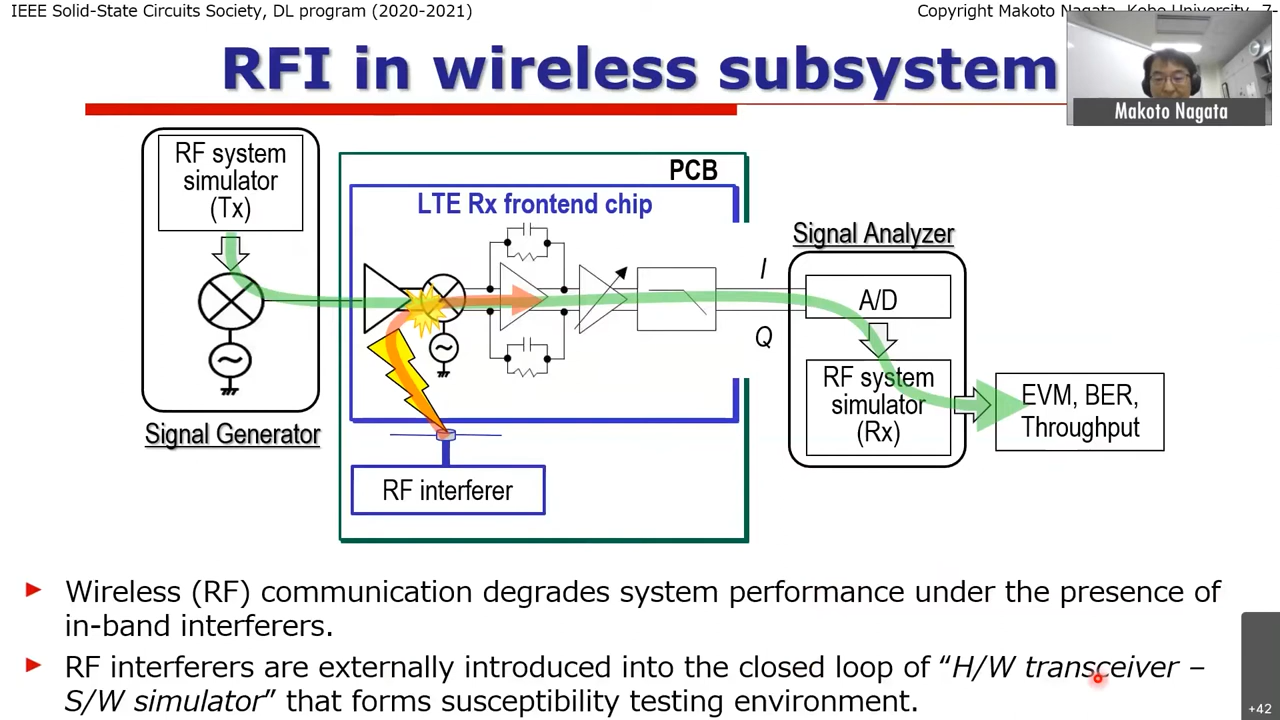 IEEE Solid-State Circuits Society, DL program (2020-2021)
Copyright Makoto Nagata, Kobe University, 7-
RFI in wireless subsystem
Makoto Nagata
RF system
simulator
(Tx)
Signal Generator
PCB
LTE Rx frontend chip
RF interferer
I
Q
Signal Analyzer
A/D
RF system
simulator
(Rx)
EVM, BER,
Throughput
Wireless (RF) communication degrades system performance under the presence of
in-band interferers.
RF interferers are externally introduced into the closed loop of “H/W transceiver –
S/W simulator” that forms susceptibility testing environment.
+42